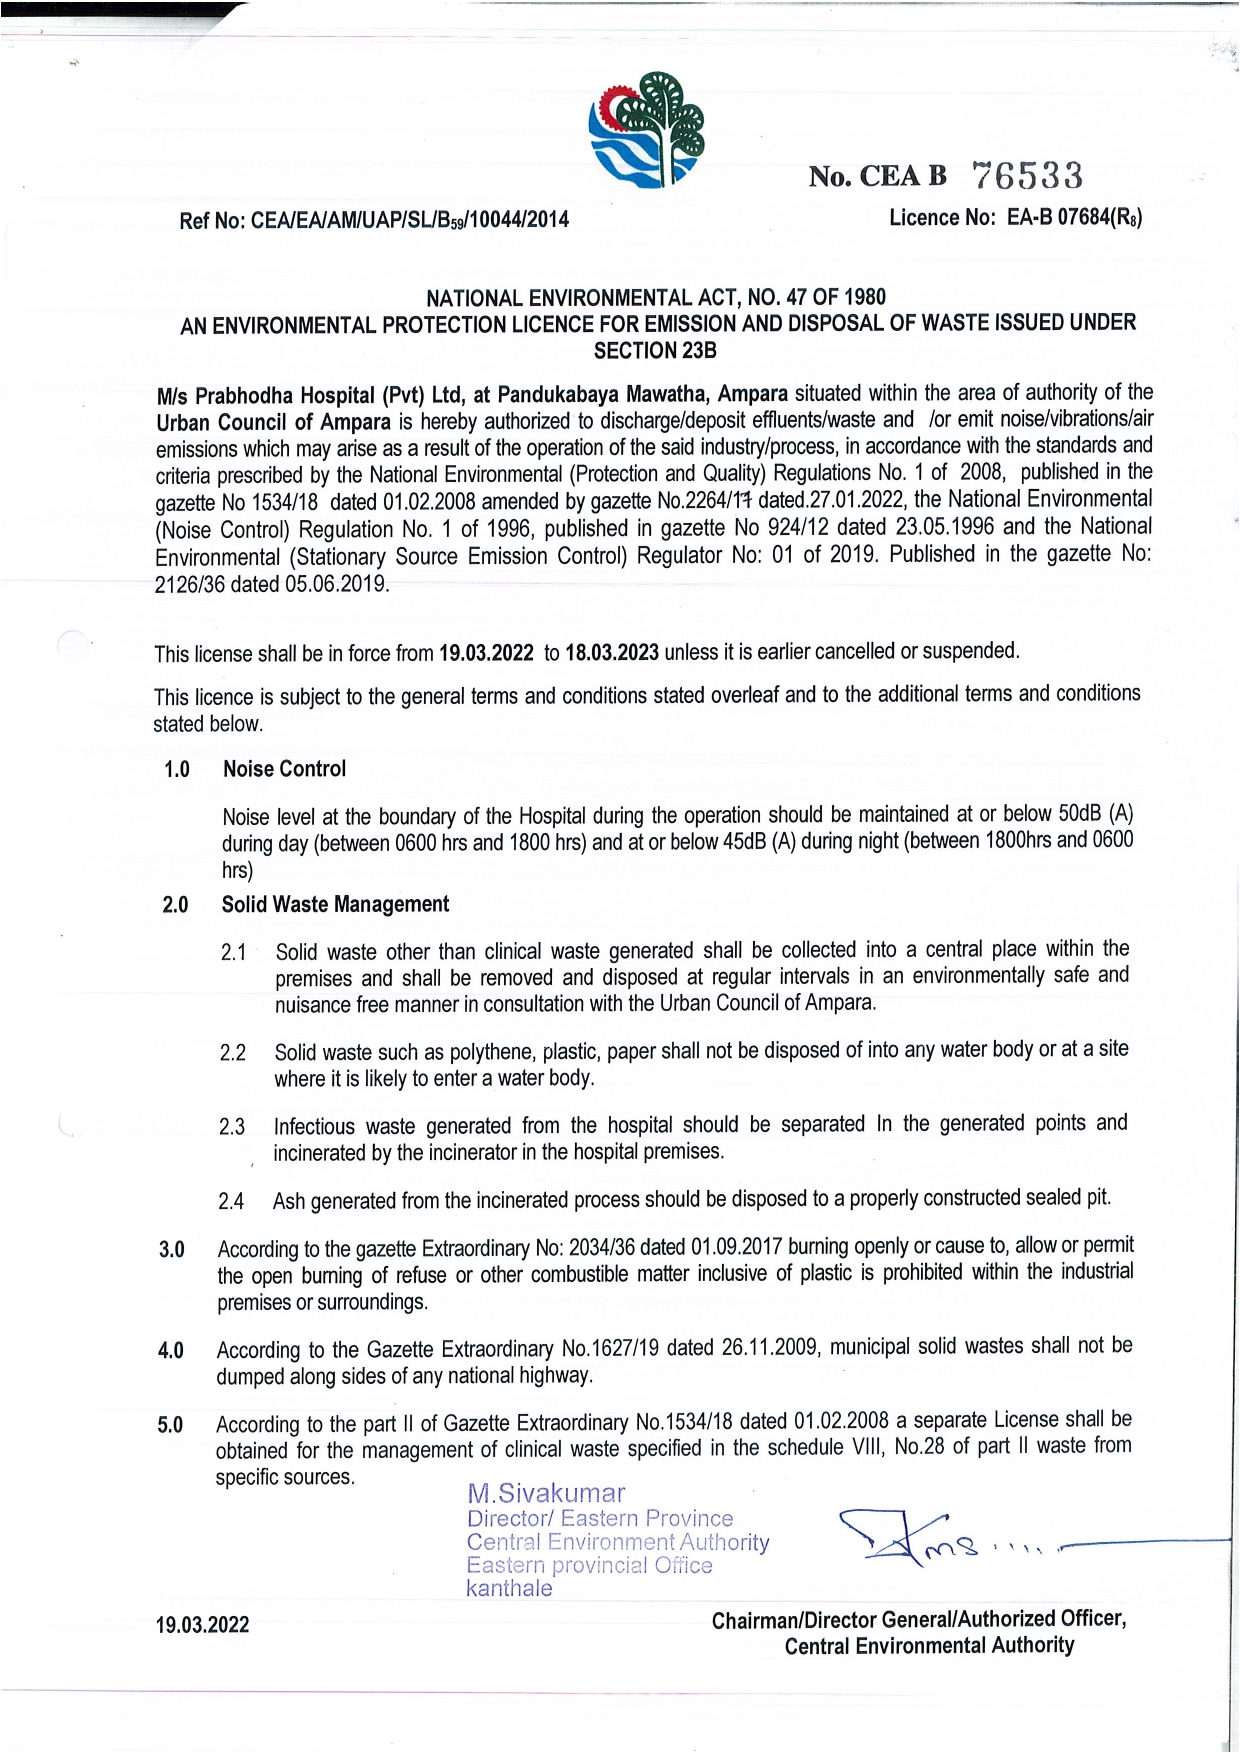 No. CEA B 76533
Ref No: CEA/EA/AM/UAP/SL/B59/10044/2014
Licence No: EA-B 07684(R8)
NATIONAL ENVIRONMENTAL ACT, NO. 47 OF 1980
AN ENVIRONMENTAL PROTECTION LICENCE FOR EMISSION AND DISPOSAL OF WASTE ISSUED UNDER
SECTION 23B
M/s Prabhodha Hospital (Pvt) Ltd, at Pandukabaya Mawatha, Ampara situated within the area of authority of the
Urban Council of Ampara is hereby authorized to discharge/deposit effluents/waste and /or emit noise/vibrations/air
emissions which may arise as a result of the operation of the said industry/process, in accordance with the standards and
criteria prescribed by the National Environmental (Protection and Quality) Regulations No. 1 of 2008, published in the
gazette No 1534/18 dated 01.02.2008 amended by gazette dated.27.01.2022, the National Environmental
(Noise Control) Regulation No. 1 of 1996, published in gazette No 924/12 dated 23.05.1996 and the National
Environmental (Stationary Source Emission Control) Regulator No: 01 of 2019. Published in the gazette No:
2126/36 dated 05.06.2019.
This license shall be in force from 19.03.2022 to 18.03.2023 unless it is earlier cancelled or suspended.
This licence is subject to the general terms and conditions stated overleaf and to the additional terms and conditions
stated below.
1.0 Noise Control
Noise level at the boundary of the Hospital during the operation should be maintained at or below 50dB (A)
during day (between 0600 hrs and 1800 hrs) and at or below 45dB (A) during night (between 1800hrs and 0600
hrs)
2.0 Solid Waste Management
2.1 Solid waste other than clinical waste generated shall be collected into a central place within the
premises and shall be removed and disposed at regular intervals in an environmentally safe and
nuisance free manner in consultation with the Urban Council of Ampara.
2.2 Solid waste such as polythene, plastic, paper shall not be disposed of into any water body or at a site
where it is likely to enter a water body.
2.3 Infectious waste generated from the hospital should be separated In the generated points and
incinerated by the incinerator in the hospital premises.
2.4 Ash generated from the incinerated process should be disposed to a properly constructed sealed pit.
3.0 According to the gazette Extraordinary No: 2034/36 dated 01.09.2017 burning openly or cause to, allow or permit
the open burning of refuse or other combustible matter inclusive of plastic is prohibited within the industrial
premises or surroundings.
4.0 According to the Gazette Extraordinary No.1627/19 dated 26.11.2009, municipal solid wastes shall not be
dumped along sides of any national highway.
5.0 According to the part II of Gazette Extraordinary No.1534/18 dated 01.02.2008 a separate License shall be
obtained for the management of clinical waste specified in the schedule VIII, No.28 of part II waste from
specific sources.
M.Sivakumar
Director/ Eastern Province
Central Environment Authority
Eastern provincial Office
kanthale
19.03.2022
Chairman/Director General/Authorized Officer,
Central Environmental Authority